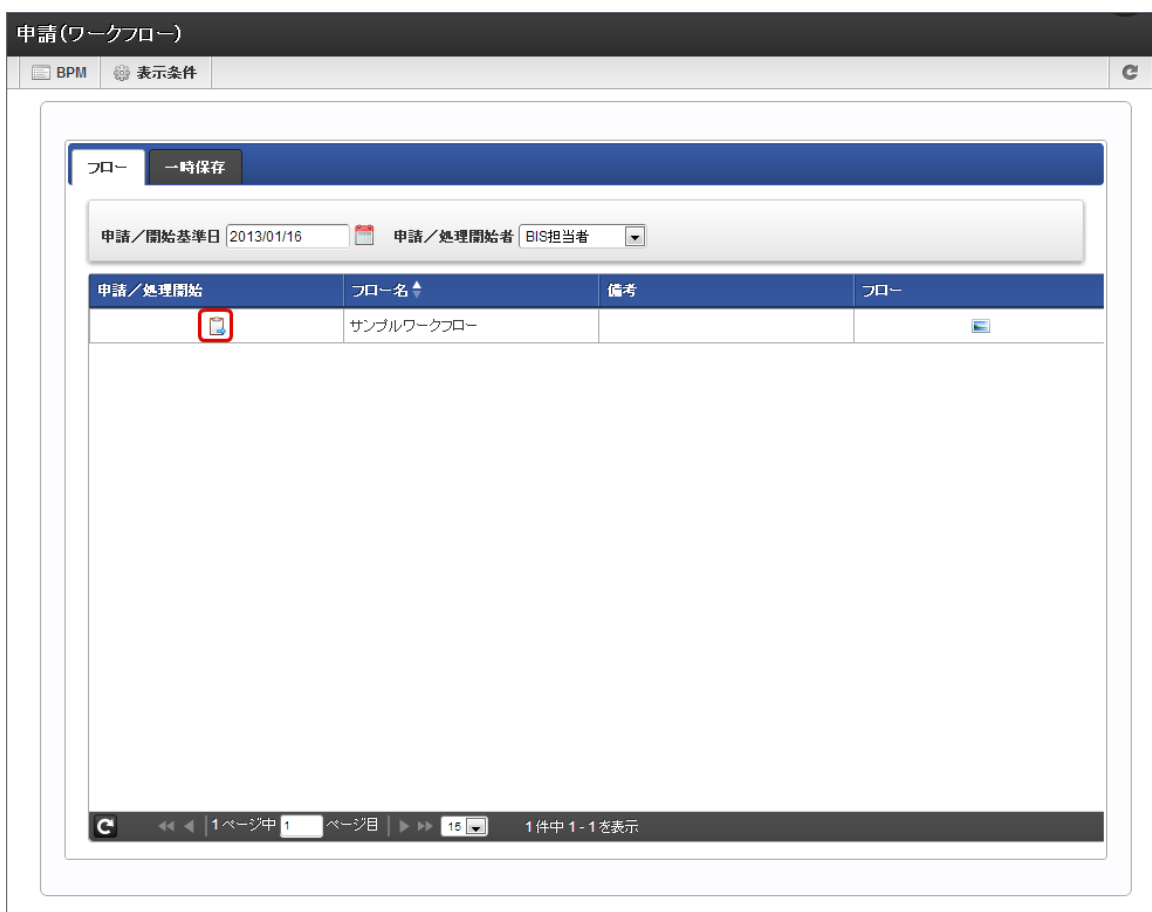 申請(ワークフロー)
BPM 表示条件
フロー 一時保存
申請/開始基準日 2013/01/16 申請/処理開始者 BIS担当者
申請/処理開始 フロー名 備考 フロー
サンプルワークフロー
1 ページ中 1 ページ目 15 1 件中 1 - 1 を表示